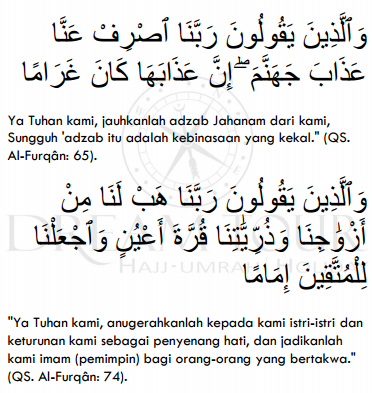 وَٱلَّذِينَ يَقُولُونَ رَبَّنَا ٱصْرِفْ عَنَّا
عَذَابَ جَهَنَّمَ ۖ إِنَّ عَذَابَهَا كَانَ غَرَامًا
Ya Tuhan kami, jauhkanlah adzab Jahanam dari kami,
Sungguh 'adzab itu adalah kebinasaan yang kekal." (QS.
Al-Furqân: 65).
وَٱلَّذِينَ يَقُولُونَ رَبَّنَا هَبْ لَنَا مِنْ
أَزْوَٰجِنَا وَذُرِّيَّٰتِنَا قُرَّةَ أَعْيُنٍ وَٱجْعَلْنَا
لِلْمُتَّقِينَ إِمَامًا
DREAM TOUR
HAJJ-UMRAH-HOLI
"Ya Tuhan kami, anugerahkanlah kepada kami istri-istri dan
keturunan kami sebagai penyenang hati, dan jadikanlah
kami imam (pemimpin) bagi orang-orang yang bertakwa."
(QS. Al-Furqân: 74).